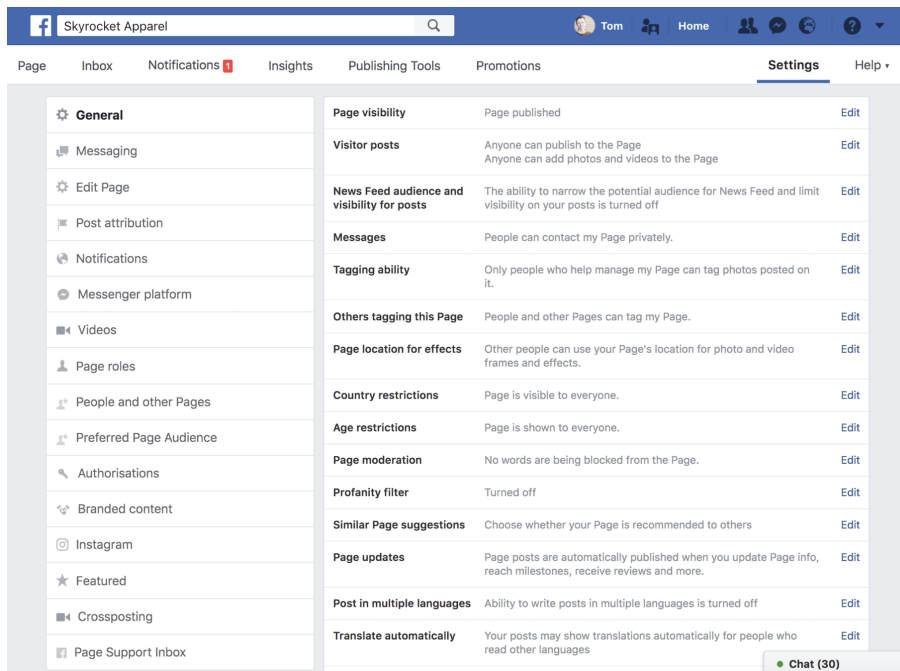 Skyrocket Apparel
Tom
Home
Page
Inbox
Notifications 1
Insights
Publishing Tools
Promotions
Settings
Help
General
Messaging
Edit Page
Post attribution
Notifications
Messenger platform
Videos
Page roles
People and other Pages
Preferred Page Audience
Authorisations
Branded content
Instagram
Featured
Crossposting
Page Support Inbox
Page visibility
Page published
Edit
Visitor posts
Anyone can publish to the Page
Anyone can add photos and videos to the Page
Edit
News Feed audience and
visibility for posts
The ability to narrow the potential audience for News Feed and limit
visibility on your posts is turned off
Edit
Messages
People can contact my Page privately.
Edit
Tagging ability
Only people who help manage my Page can tag photos posted on
it.
Edit
Others tagging this Page
People and other Pages can tag my Page.
Edit
Page location for effects
Other people can use your Page's location for photo and video
frames and effects.
Edit
Country restrictions
Page is visible to everyone.
Edit
Age restrictions
Page is shown to everyone.
Edit
Page moderation
No words are being blocked from the Page.
Edit
Profanity filter
Turned off
Edit
Similar Page suggestions
Choose whether your Page is recommended to others
Edit
Page updates
Page posts are automatically published when you update Page info,
reach milestones, receive reviews and more.
Edit
Post in multiple languages
Ability to write posts in multiple languages is turned off
Edit
Translate automatically
Your posts may show translations automatically for people who
read other languages
Edit
Chat (30)